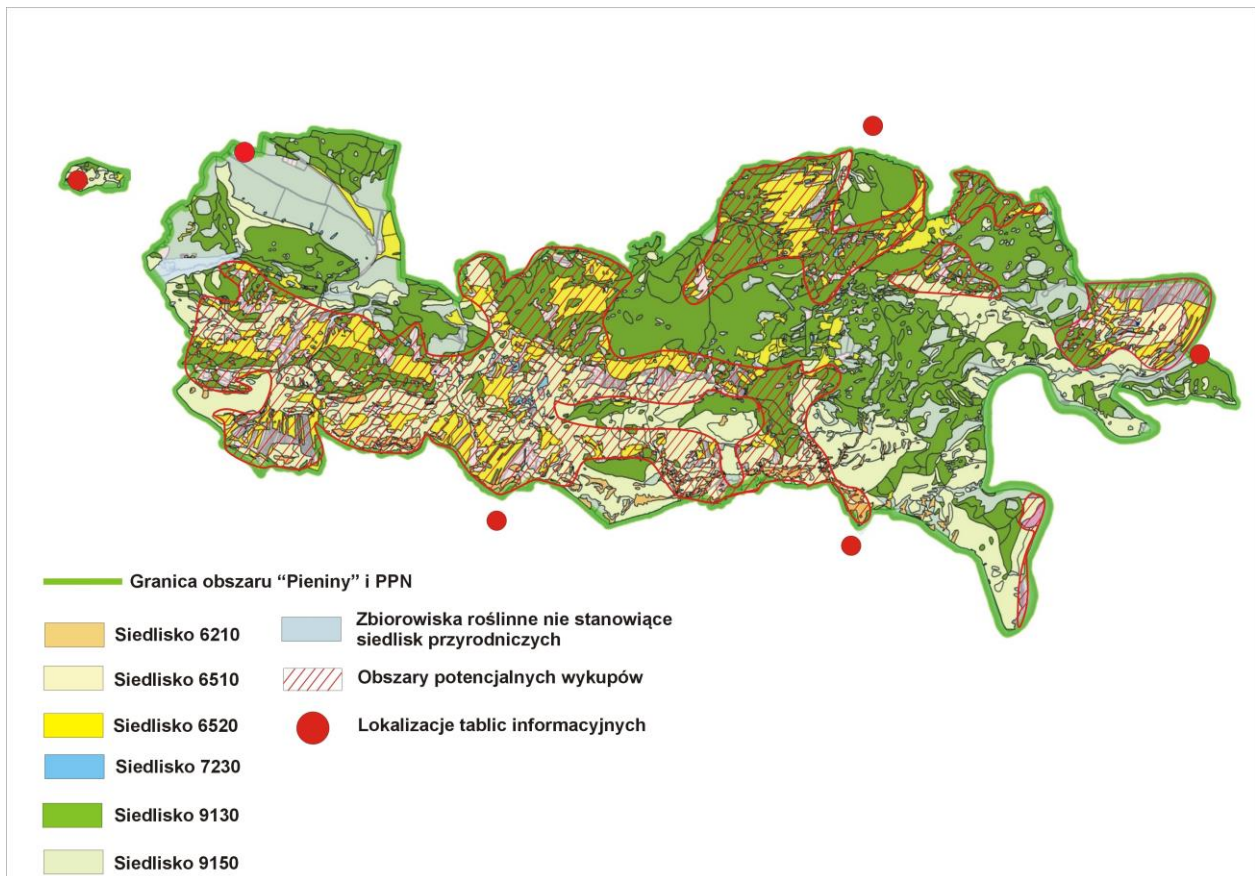 Granica obszaru “Pieniny” i PPN
Siedlisko 6210
Siedlisko 6510
Siedlisko 6520
Siedlisko 7230
Siedlisko 9130
Siedlisko 9150
Zbiorowiska roślinne nie stanowiące
siedlisk przyrodniczych
Obszary potencjalnych wykupów
Lokalizacje tablic informacyjnych